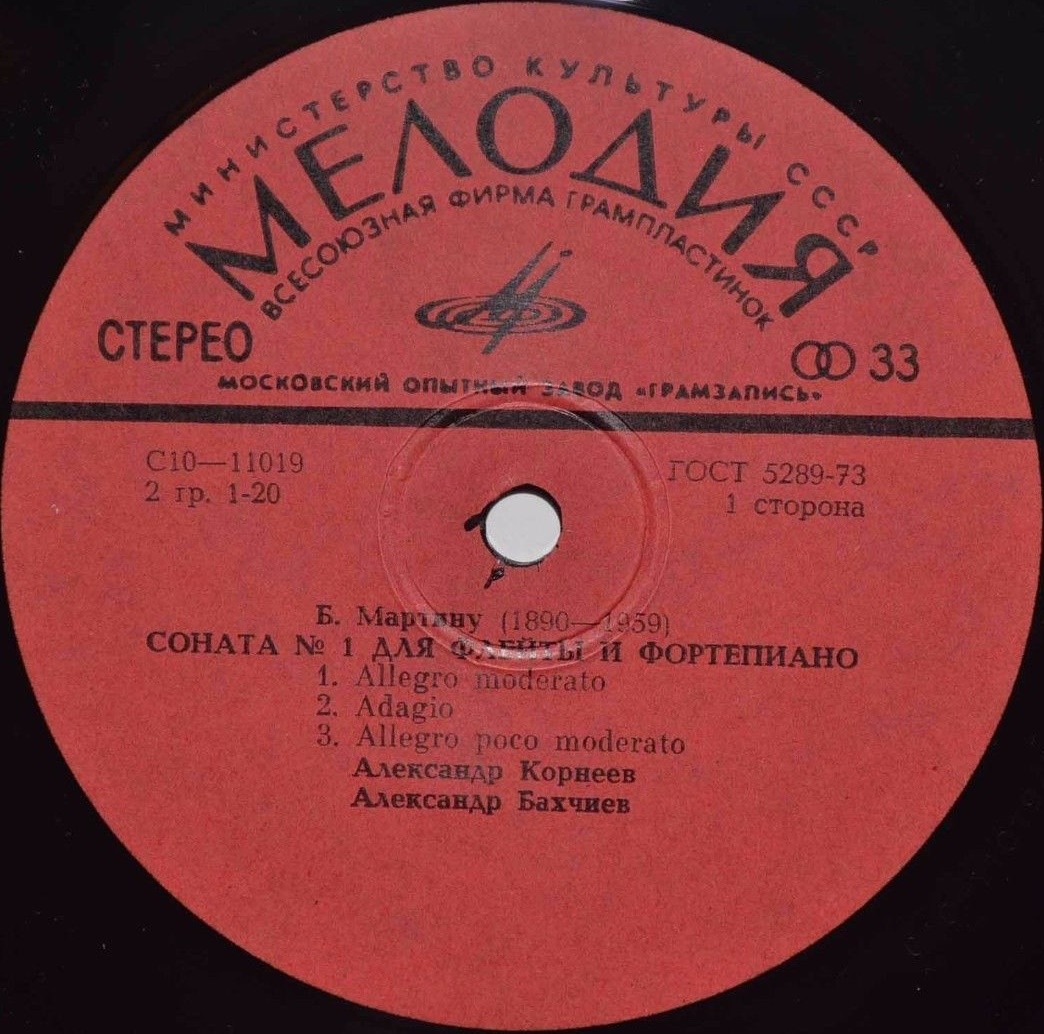 МИНИСТЕРСТВО КУЛЬТУРЫ СССР
МЕЛОДИЯ
ВСЕСОЮЗНАЯ ФИРМА ГРАМПЛАСТИНОК
СТЕРЕО
33
МОСКОВСКИЙ ОПЫТНЫЙ ЗАВОД «ГРАМЗАПИСЬ»
С10—11019
ГОСТ 5289-73
2 гр. 1-20
1 сторона
Б. Мартину (1890—1959)
СОНАТА № 1 ДЛЯ ФЛЕЙТЫ И ФОРТЕПИАНО
1. Allegro moderato
2. Adagio
3. Allegro poco moderato
Александр Корнеев
Александр Бахчиев